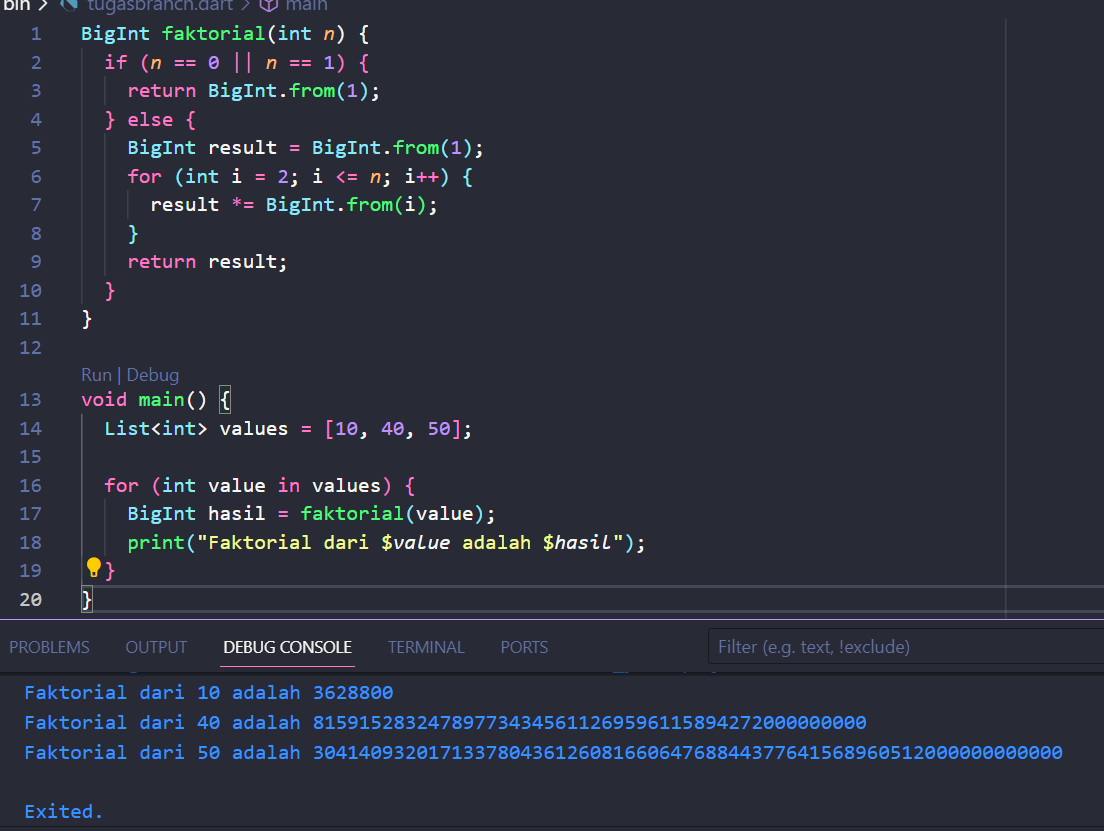 bin > tugasbranch.dart > main
1 BigInt faktorial(int n) {
2 if (n == 0 || n == 1) {
3 return BigInt.from(1);
4 } else {
5 BigInt result = BigInt.from(1);
6 for (int i = 2; i <= n; i++) {
7 result *= BigInt.from(i);
8 }
9 return result;
10 }
11 }
12
Run | Debug
13 void main() {
14 List<int> values = [10, 40, 50];
15
16 for (int value in values) {
17 BigInt hasil = faktorial(value);
18 print("Faktorial dari $value adalah $hasil");
19 }
20 }
PROBLEMS OUTPUT DEBUG CONSOLE TERMINAL PORTS Filter (e.g. text, !exclude)
Faktorial dari 10 adalah 3628800
Faktorial dari 40 adalah 815915283247897734345611269596115894272000000000
Faktorial dari 50 adalah 30414093201713378043612608166064768844377641568960512000000000000
Exited.